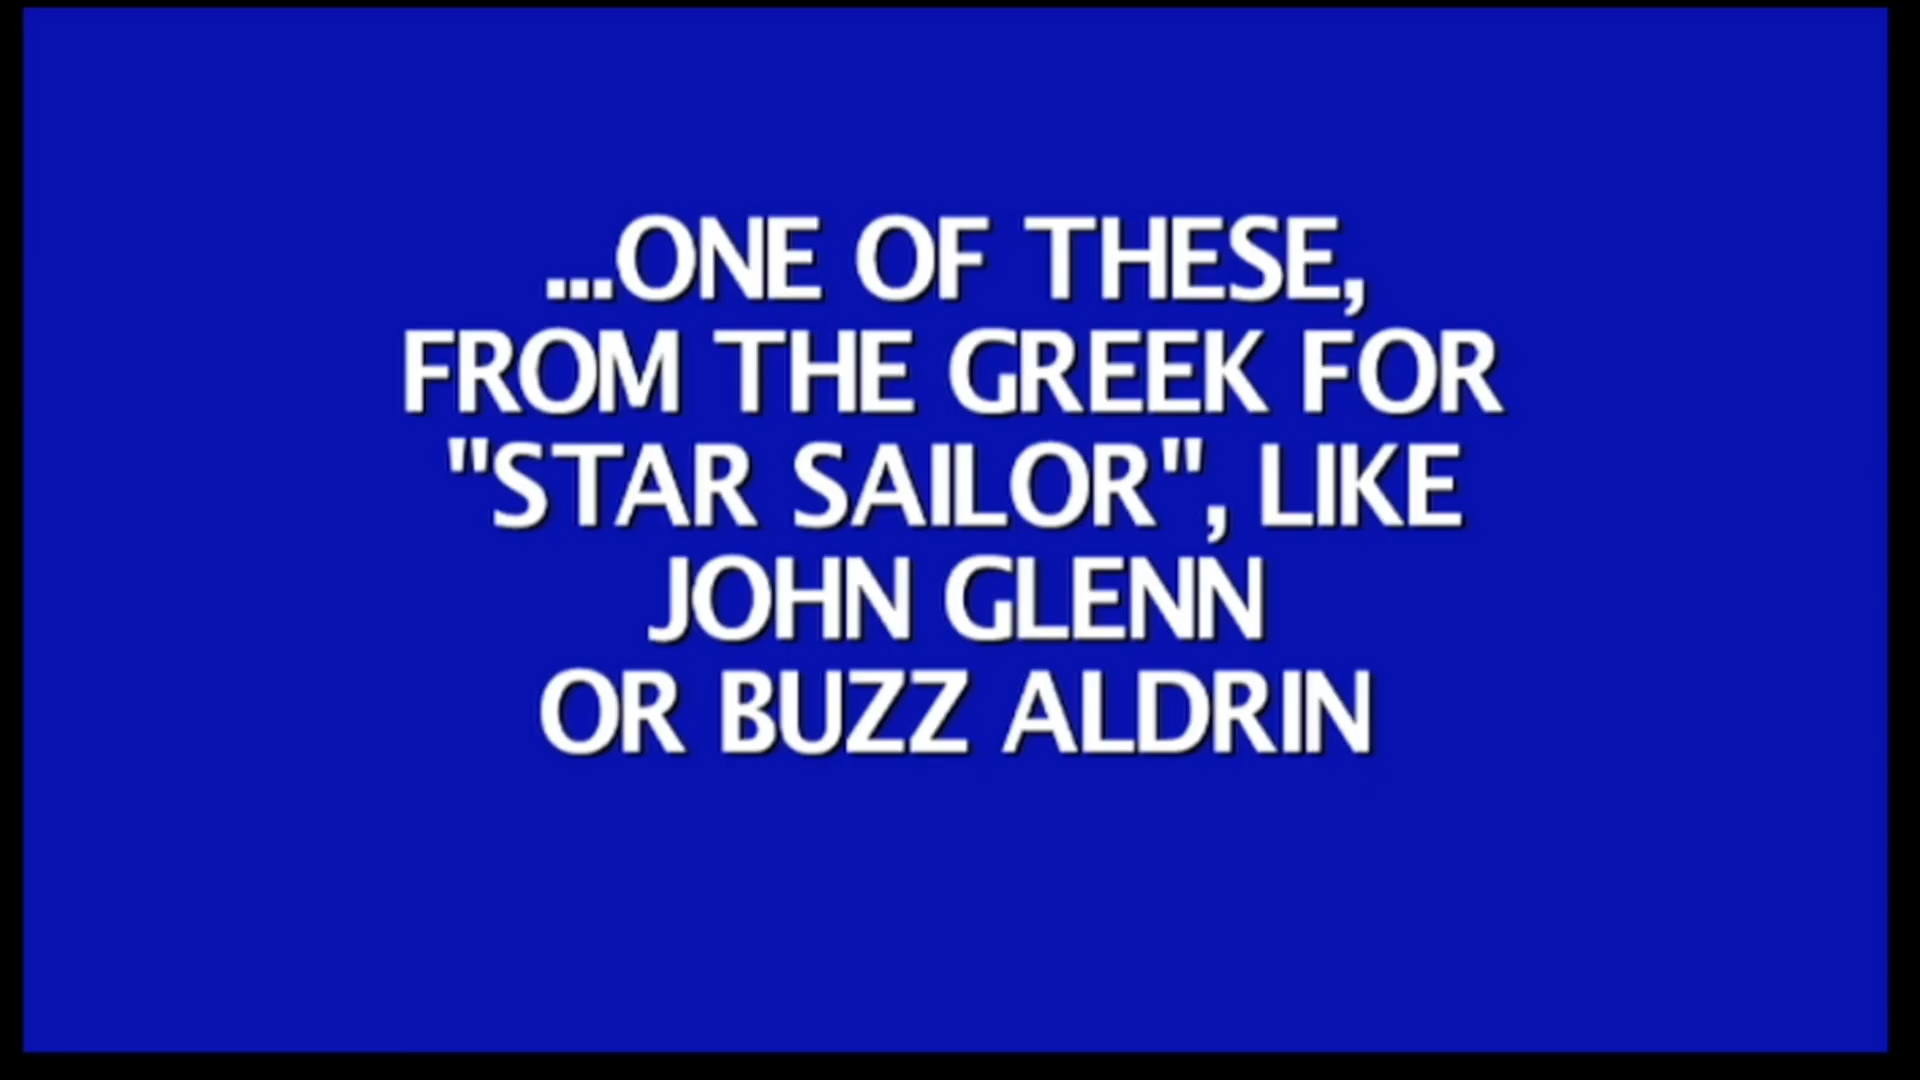 ...ONE OF THESE,
FROM THE GREEK FOR
"STAR SAILOR", LIKE
JOHN GLENN
OR BUZZ ALDRIN